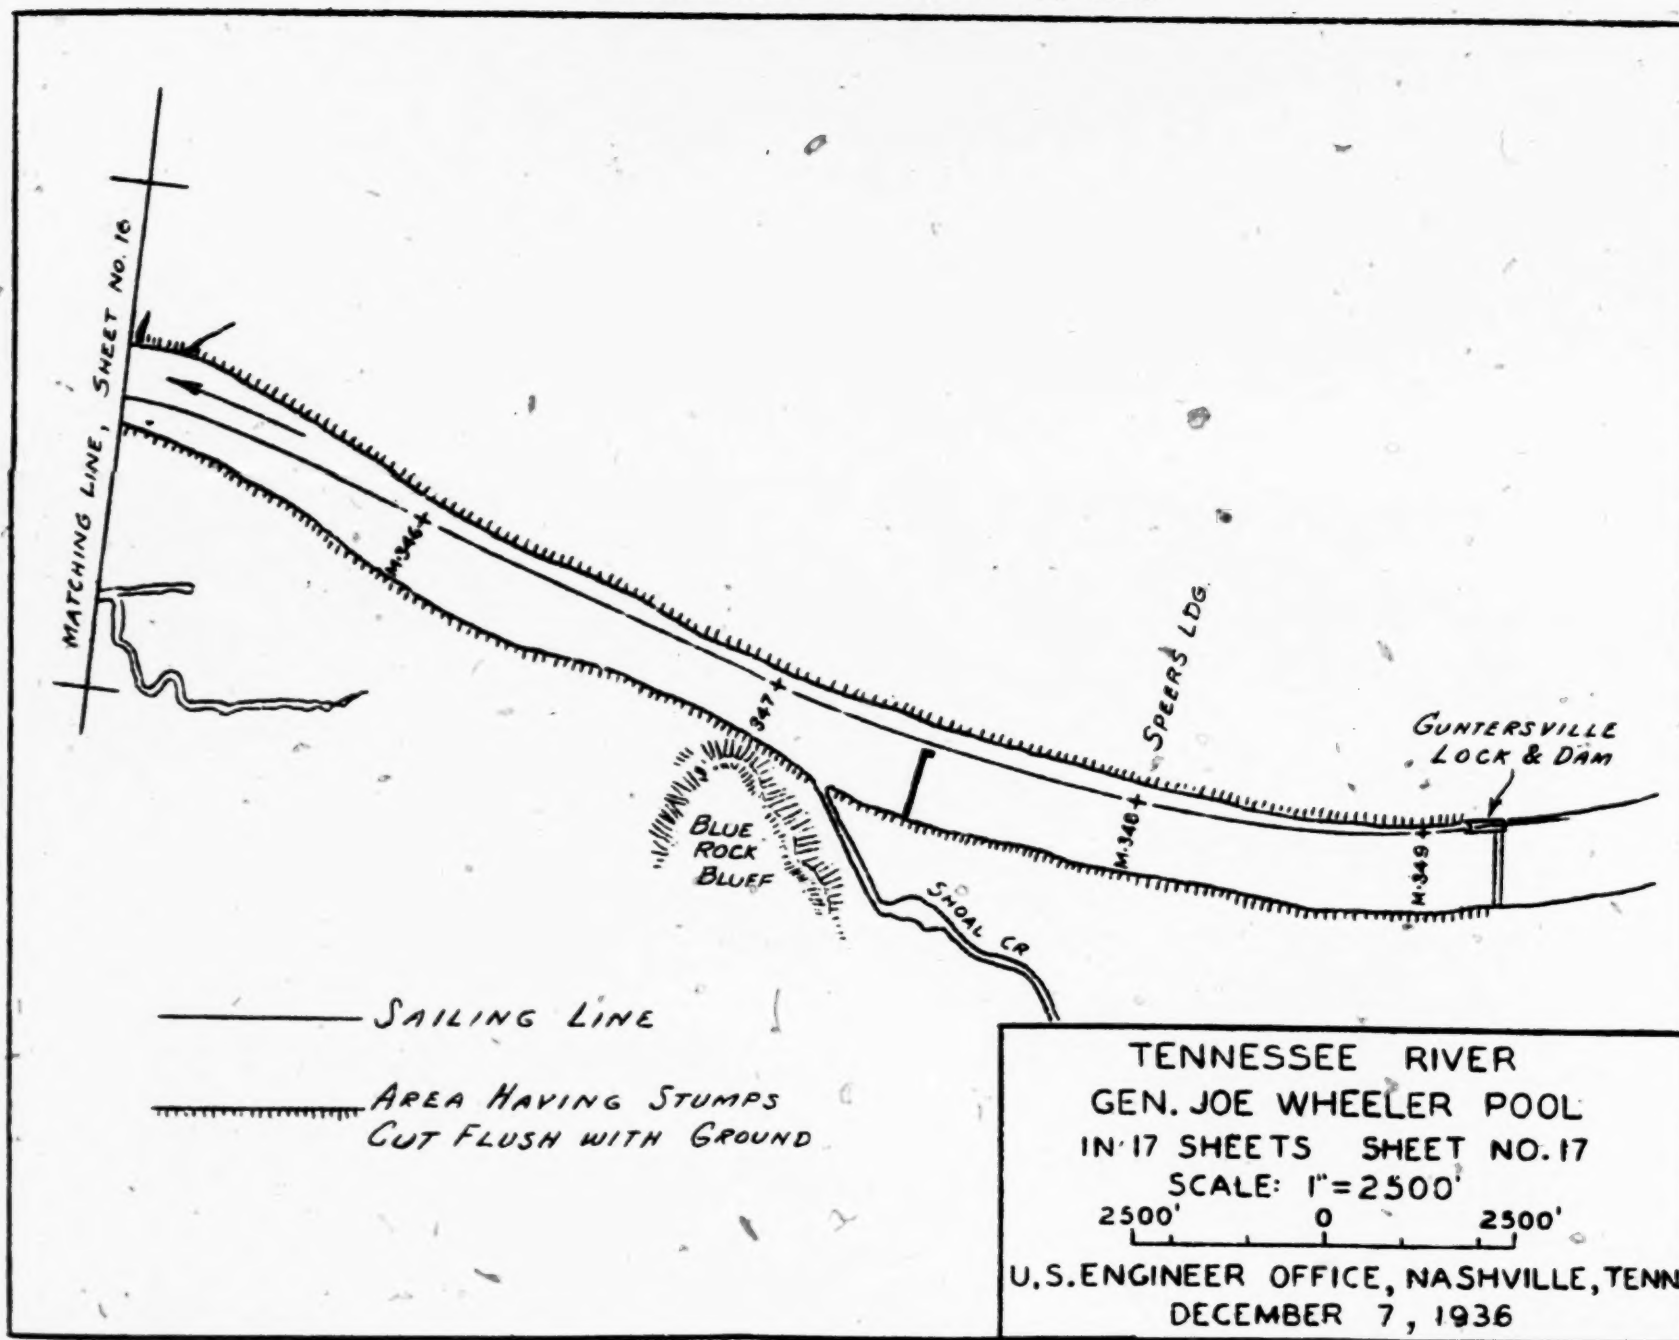 MATCHING LINE, SHEET NO. 16
M.346
347
M.348
M.349
SPEERS LDG.
GUNTERSVILLE
LOCK & DAM
BLUE
ROCK
BLUFF
SHOAL CR
SAILING LINE
AREA HAVING STUMPS
CUT FLUSH WITH GROUND
TENNESSEE RIVER
GEN. JOE WHEELER POOL
IN 17 SHEETS SHEET NO. 17
SCALE: 1"=2500'
2500' 0 2500'
U.S. ENGINEER OFFICE, NASHVILLE, TENN
DECEMBER 7, 1936